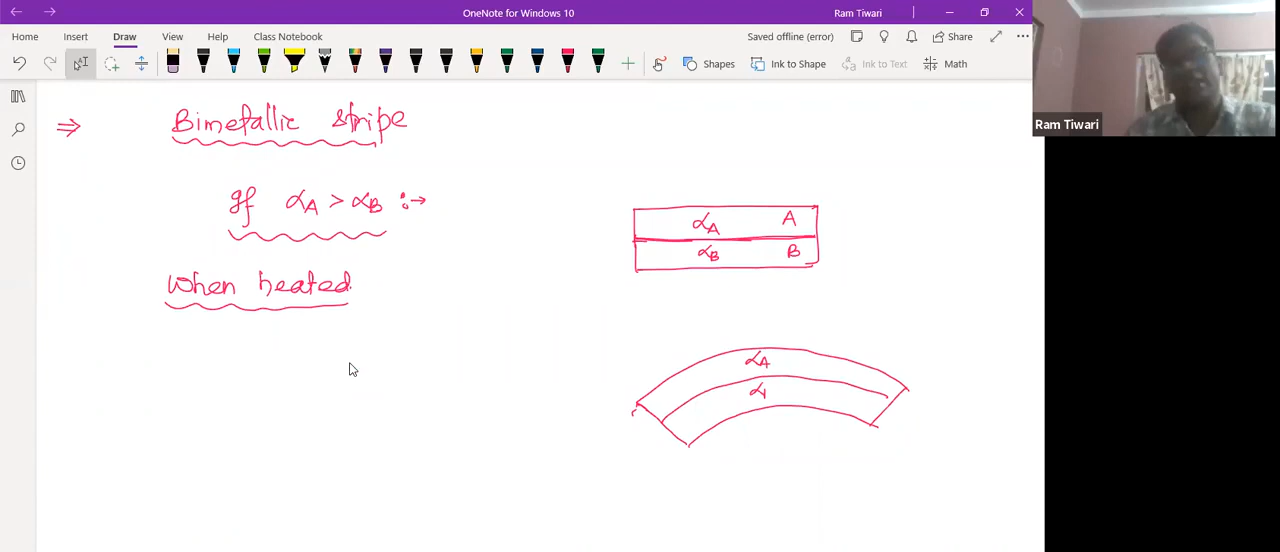 OneNote for Windows 10
Ram Tiwari
Home Insert Draw View Help Class Notebook
Saved offline (error) Share
Shapes Ink to Shape Ink to Text Math
Ram Tiwari
⇒ Bimetallic stripe
If αA > αB :→
αA A
αB B
When heated
αA
α